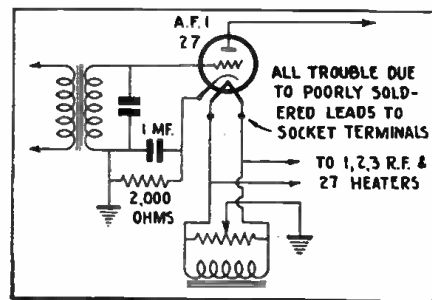 A.F.1
27
ALL TROUBLE DUE
TO POORLY SOLD-
ERED LEADS TO
SOCKET TERMINALS
1 MF.
TO 1,2,3 R.F. &
27 HEATERS
2,000
OHMS